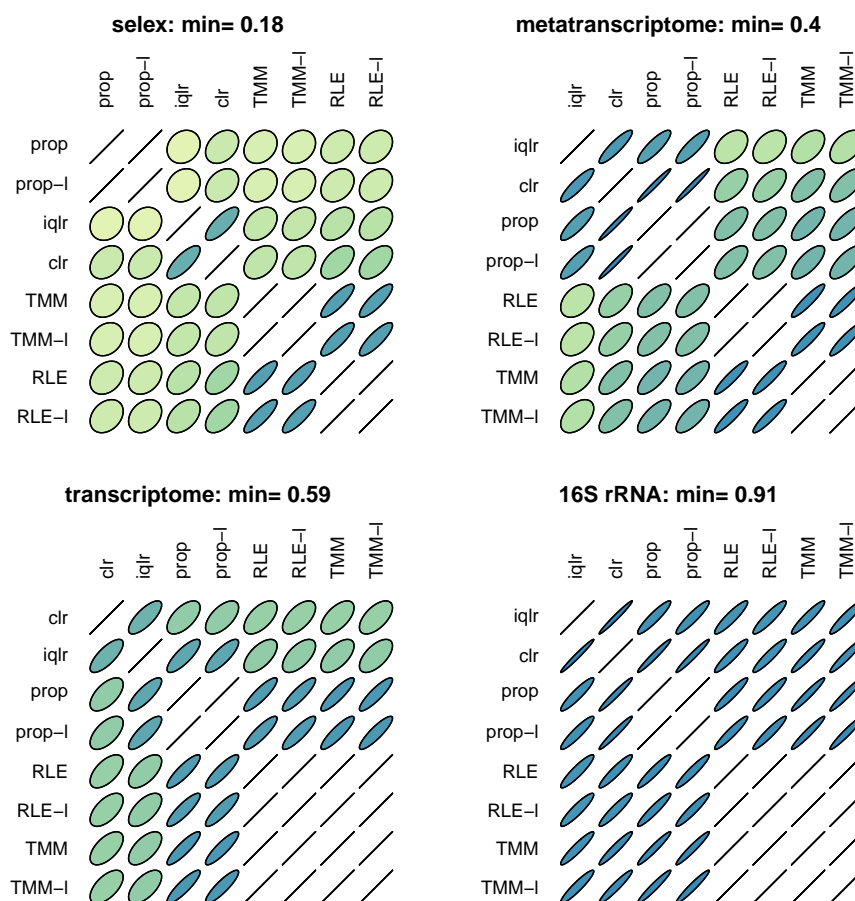 selex: min= 0.18
prop prop−l iqlr clr TMM TMM−l RLE RLE−l
prop
prop−l
iqlr
clr
TMM
TMM−l
RLE
RLE−l
metatranscriptome: min= 0.4
iqlr clr prop prop−l RLE RLE−l TMM TMM−l
iqlr
clr
prop
prop−l
RLE
RLE−l
TMM
TMM−l
transcriptome: min= 0.59
clr iqlr prop prop−l RLE RLE−l TMM TMM−l
clr
iqlr
prop
prop−l
RLE
RLE−l
TMM
TMM−l
16S rRNA: min= 0.91
iqlr clr prop prop−l RLE RLE−l TMM TMM−l
iqlr
clr
prop
prop−l
RLE
RLE−l
TMM
TMM−l